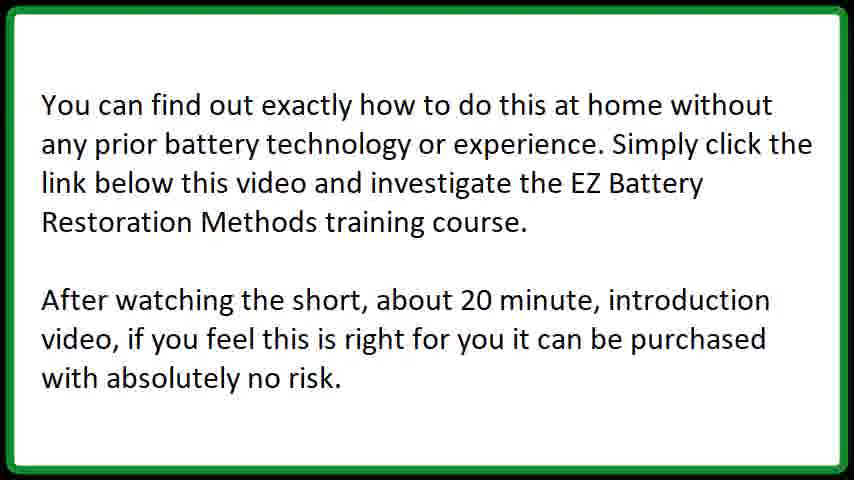 You can find out exactly how to do this at home without
any prior battery technology or experience. Simply click the
link below this video and investigate the EZ Battery
Restoration Methods training course.
After watching the short, about 20 minute, introduction
video, if you feel this is right for you it can be purchased
with absolutely no risk.